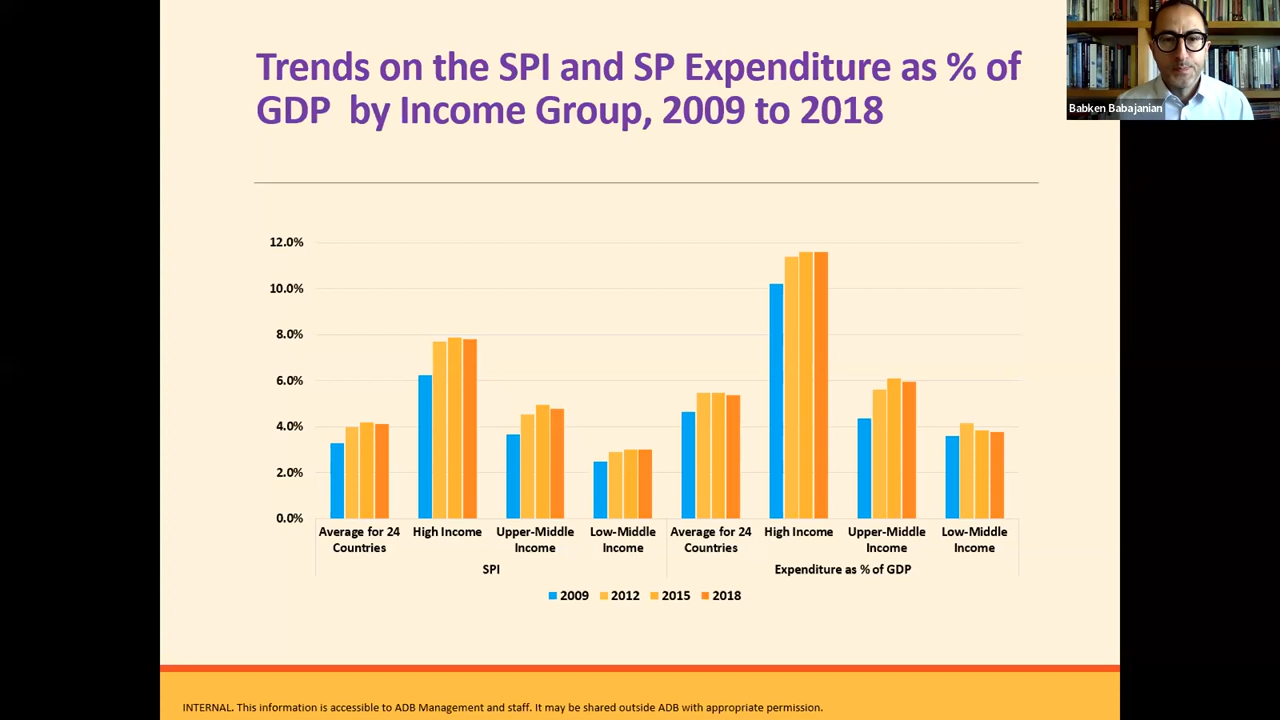 Trends on the SPI and SP Expenditure as % of
GDP by Income Group, 2009 to 2018
Babken Babajanian
12.0%
10.0%
8.0%
6.0%
4.0%
2.0%
0.0%
Average for 24
Countries
High Income
Upper-Middle
Income
Low-Middle
Income
Average for 24
Countries
High Income
Upper-Middle
Income
Low-Middle
Income
SPI
Expenditure as % of GDP
2009 2012 2015 2018
INTERNAL. This information is accessible to ADB Management and staff. It may be shared outside ADB with appropriate permission.